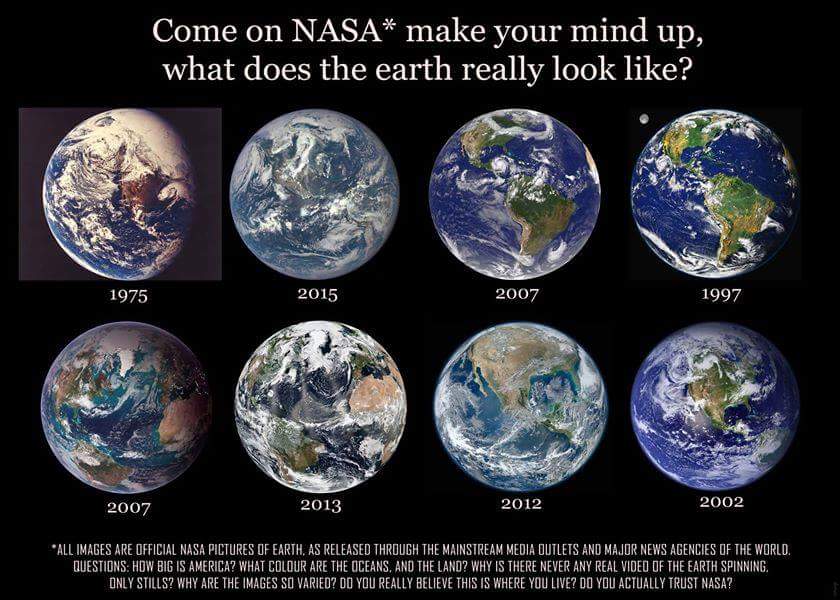 Come on NASA* make your mind up,
what does the earth really look like?
1975
2015
2007
1997
2007
2013
2012
2002
*ALL IMAGES ARE OFFICIAL NASA PICTURES OF EARTH, AS RELEASED THROUGH THE MAINSTREAM MEDIA OUTLETS AND MAJOR NEWS AGENCIES OF THE WORLD.
QUESTIONS: HOW BIG IS AMERICA? WHAT COLOUR ARE THE OCEANS, AND THE LAND? WHY IS THERE NEVER ANY REAL VIDEO OF THE EARTH SPINNING,
ONLY STILLS? WHY ARE THE IMAGES SO VARIED? DO YOU REALLY BELIEVE THIS IS WHERE YOU LIVE? DO YOU ACTUALLY TRUST NASA?